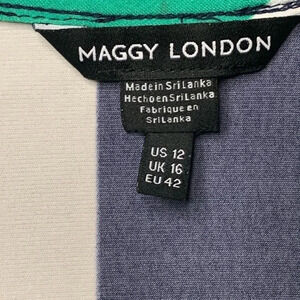 MAGGY LONDON
Made in Sri Lanka
Hecho en Sri Lanka
Fabrique en
Sri Lanka
US 12
UK 16
EU 42